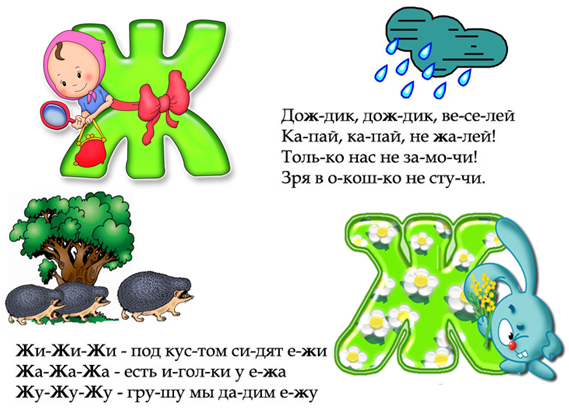 Ж
Дож-дик, дож-дик, ве-се-лей
Ка-пай, ка-пай, не жа-лей!
Толь-ко нас не за-мо-чи!
Зря в о-кош-ко не сту-чи.
Ж
Жи-Жи-Жи - под кус-том си-дят е-жи
Жа-Жа-Жа - есть и-гол-ки у е-жа
Жу-Жу-Жу - гру-шу мы да-дим е-жу